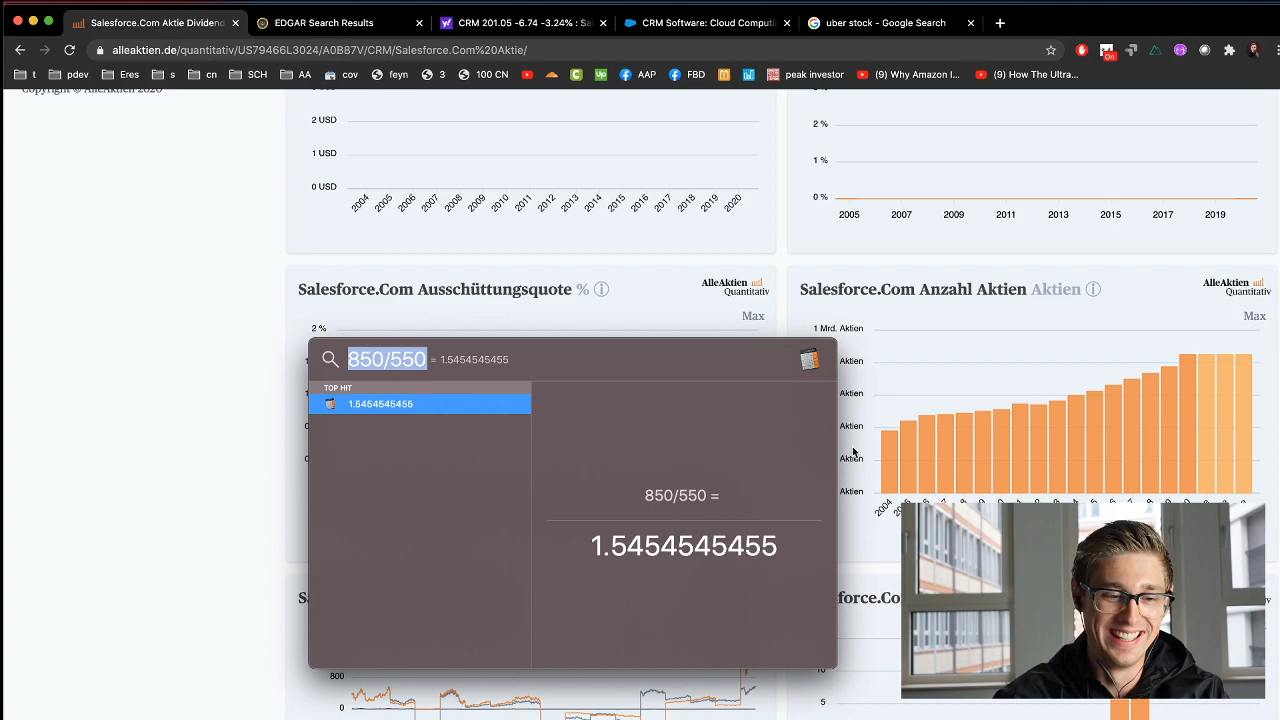 Salesforce.Com Aktie Dividend
EDGAR Search Results
CRM 201.05 -6.74 -3.24% : Sa
CRM Software: Cloud Computi
uber stock - Google Search
alleaktien.de/quantitativ/US79466L3024/A0B87V/CRM/Salesforce.Com%20Aktie/
On
t
pdev
Eres
s
cn
SCH
AA
cov
feyn
3
100 CN
AAP
FBD
peak investor
(9) Why Amazon I...
(9) How The Ultra...
Copyright © AlleAktien 2020
2 USD
1 USD
0 USD
2004 2005 2006 2007 2008 2009 2010 2011 2012 2013 2014 2015 2016 2017 2018 2019 2020
2 %
1 %
0 %
2005 2007 2009 2011 2013 2015 2017 2019
Salesforce.Com Ausschüttungsquote %
AlleAktien
Quantitativ
Max
2 %
Salesforce.Com Anzahl Aktien Aktien
AlleAktien
Quantitativ
Max
1 Mrd. Aktien
Aktien
Aktien
Aktien
Aktien
Aktien
2004
850/550 = 1.5454545455
TOP HIT
1.5454545455
850/550 =
1.5454545455
force.Co
800
0
10
5